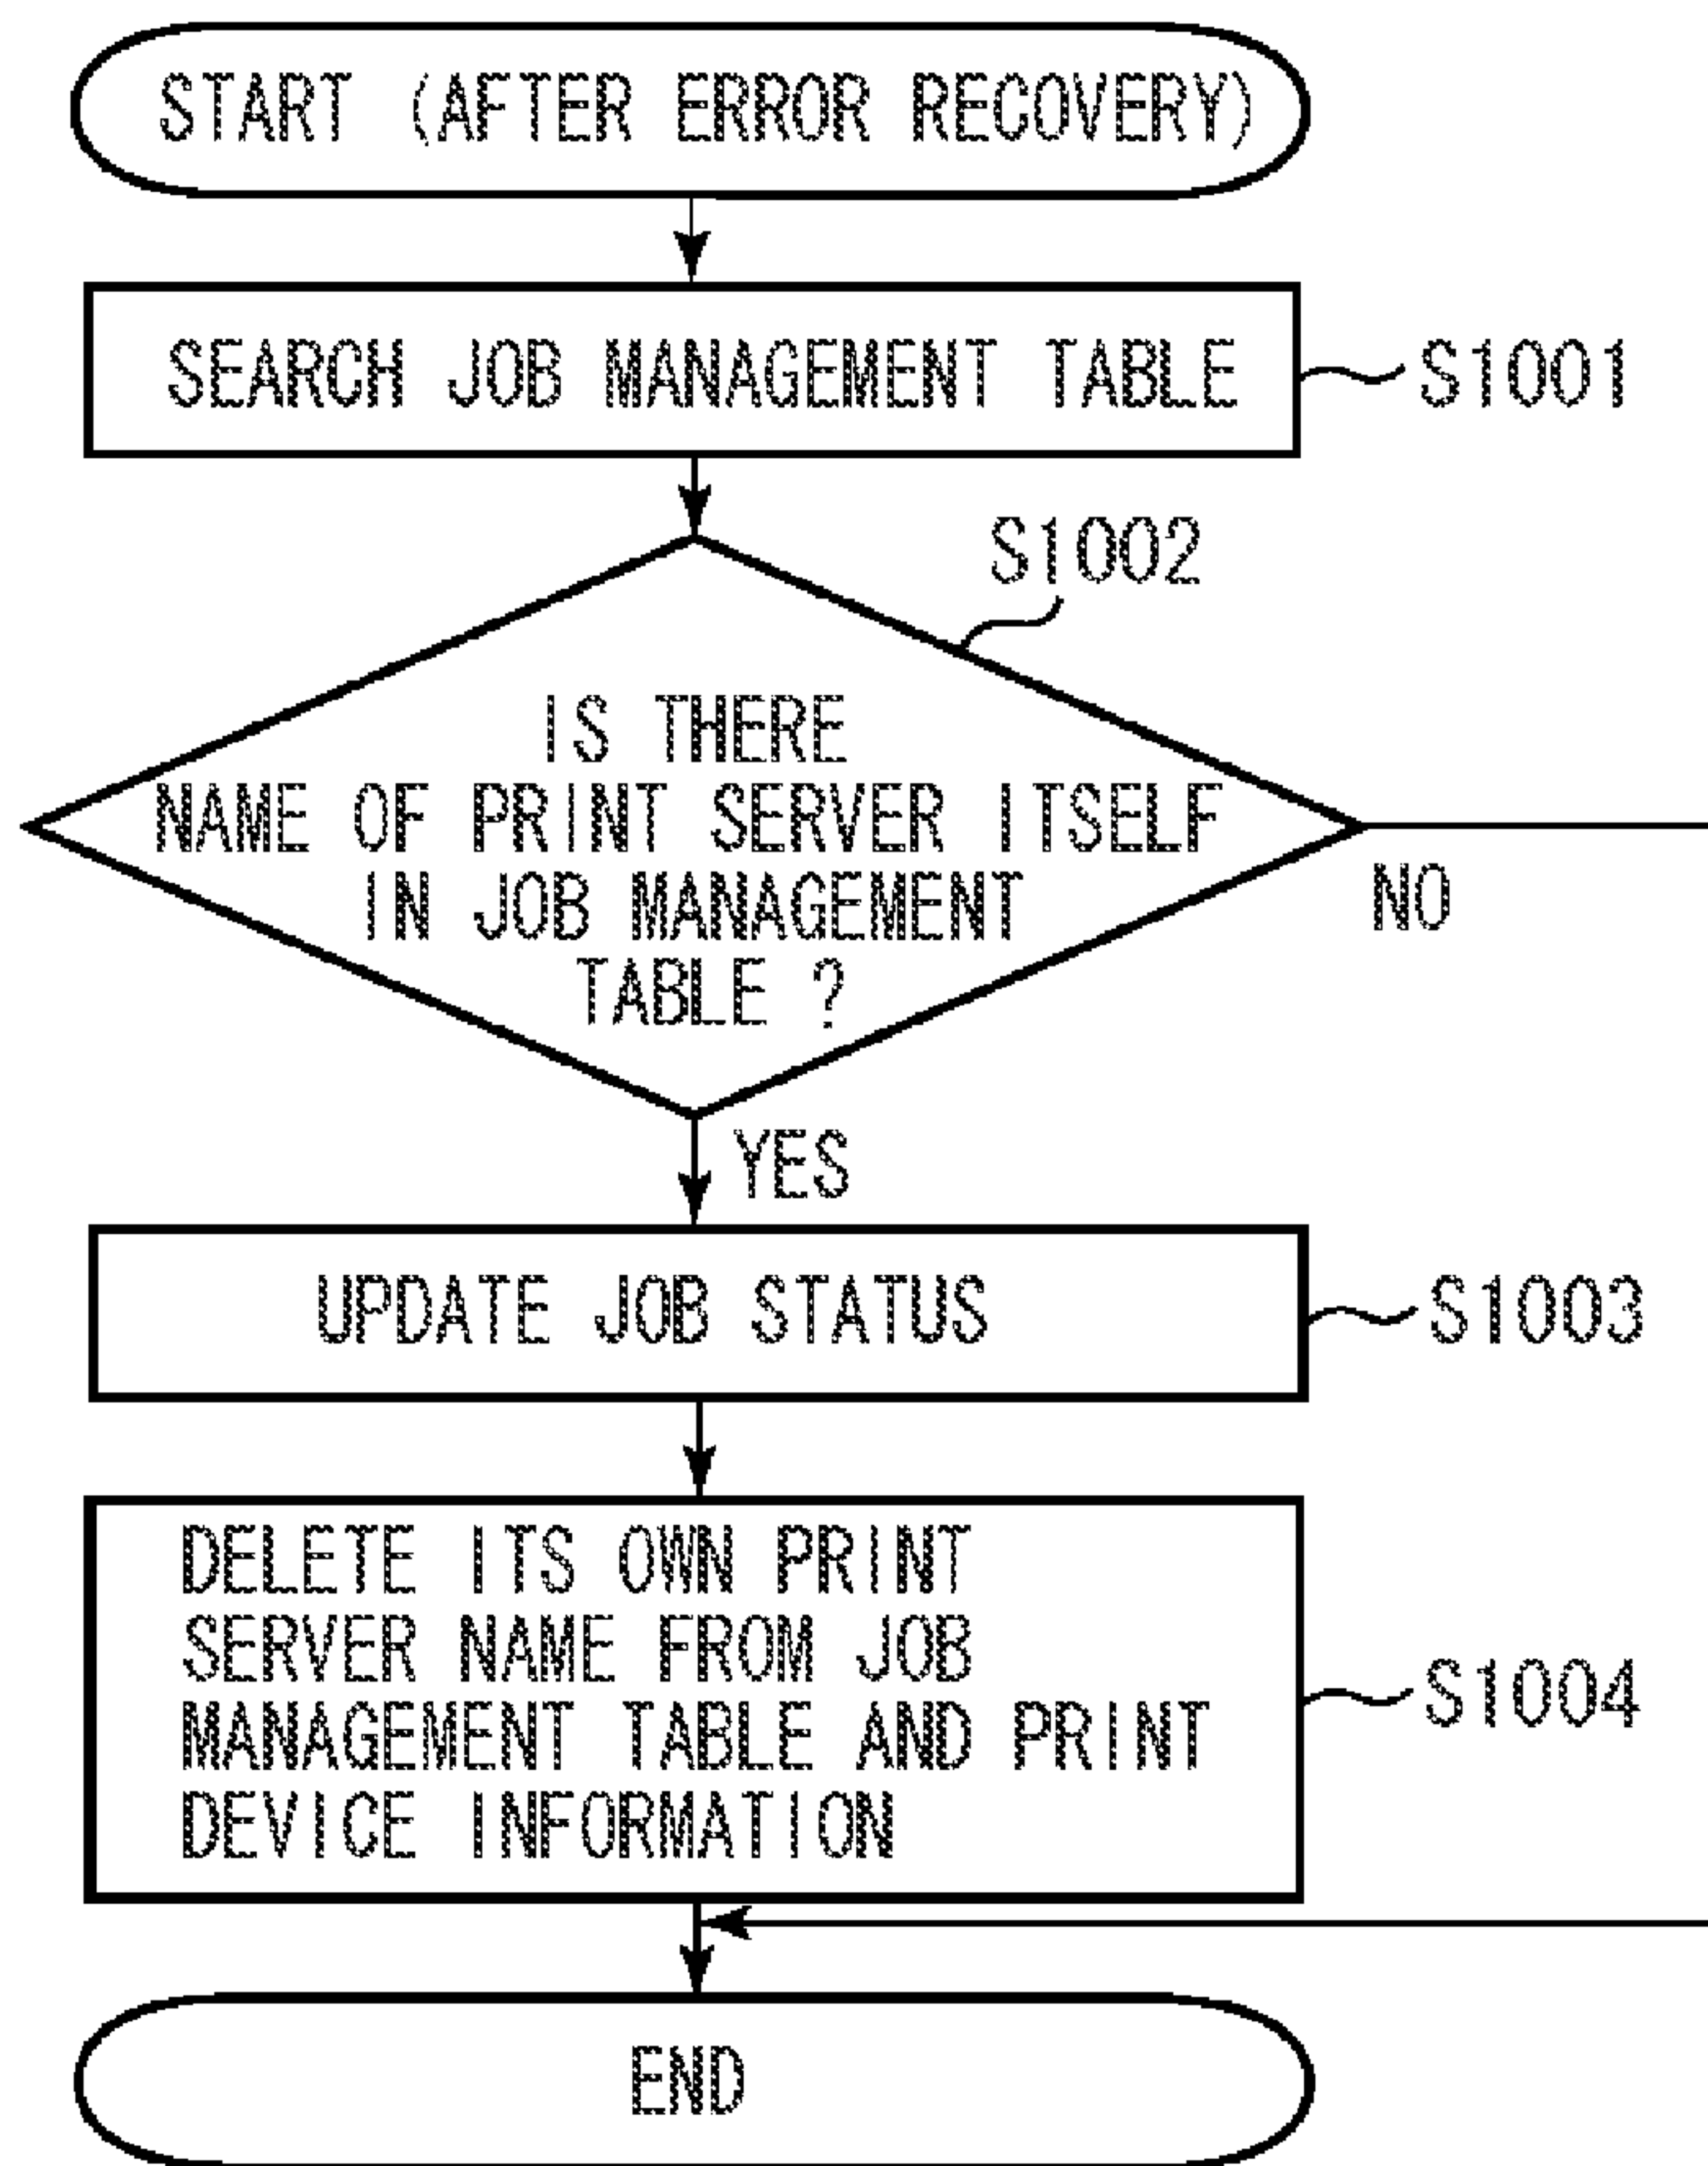 START (AFTER ERROR RECOVERY)
SEARCH JOB MANAGEMENT TABLE
S1001
S1002
IS THERE
NAME OF PRINT SERVER ITSELF
IN JOB MANAGEMENT
TABLE ?
NO
YES
UPDATE JOB STATUS
S1003
DELETE ITS OWN PRINT
SERVER NAME FROM JOB
MANAGEMENT TABLE AND PRINT
DEVICE INFORMATION
S1004
END